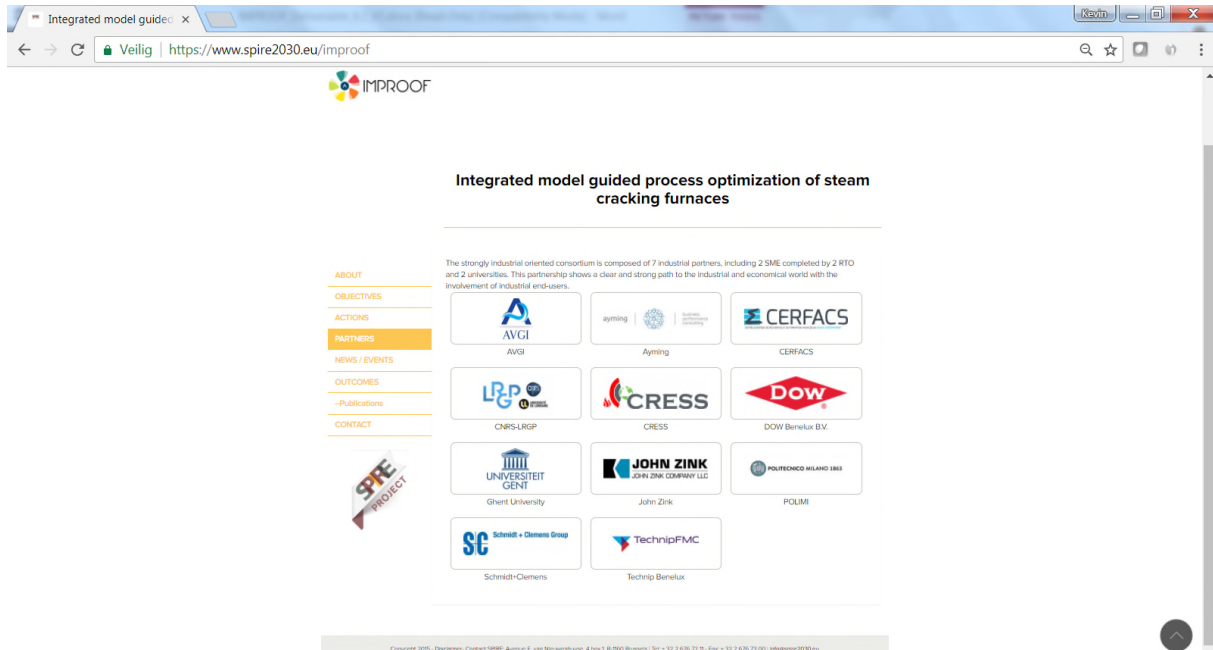 Integrated model guided
Kevin
Veilig | https://www.spire2030.eu/improof
IMPROOF
Integrated model guided process optimization of steam
cracking furnaces
The strongly industrial oriented consortium is composed of 7 industrial partners, including 2 SME completed by 2 RTO
and 2 universities. This partnership shows a clear and strong path to the industrial and economical world with the
involvement of industrial end-users.
ABOUT
OBJECTIVES
ACTIONS
PARTNERS
NEWS / EVENTS
OUTCOMES
–Publications
CONTACT
SPIRE
PROJECT
AVGI
AVGI
ayming | business performance consulting
Ayming
CERFACS
CERFACS
LRGP
CNRS-LRGP
CRESS
CRESS
DOW
DOW Benelux B.V.
UNIVERSITEIT
GENT
Ghent University
JOHN ZINK
JOHN ZINK COMPANY LLC
John Zink
POLITECNICO MILANO 1863
POLIMI
SC Schmidt + Clemens Group
Schmidt+Clemens
TechnipFMC
Technip Benelux